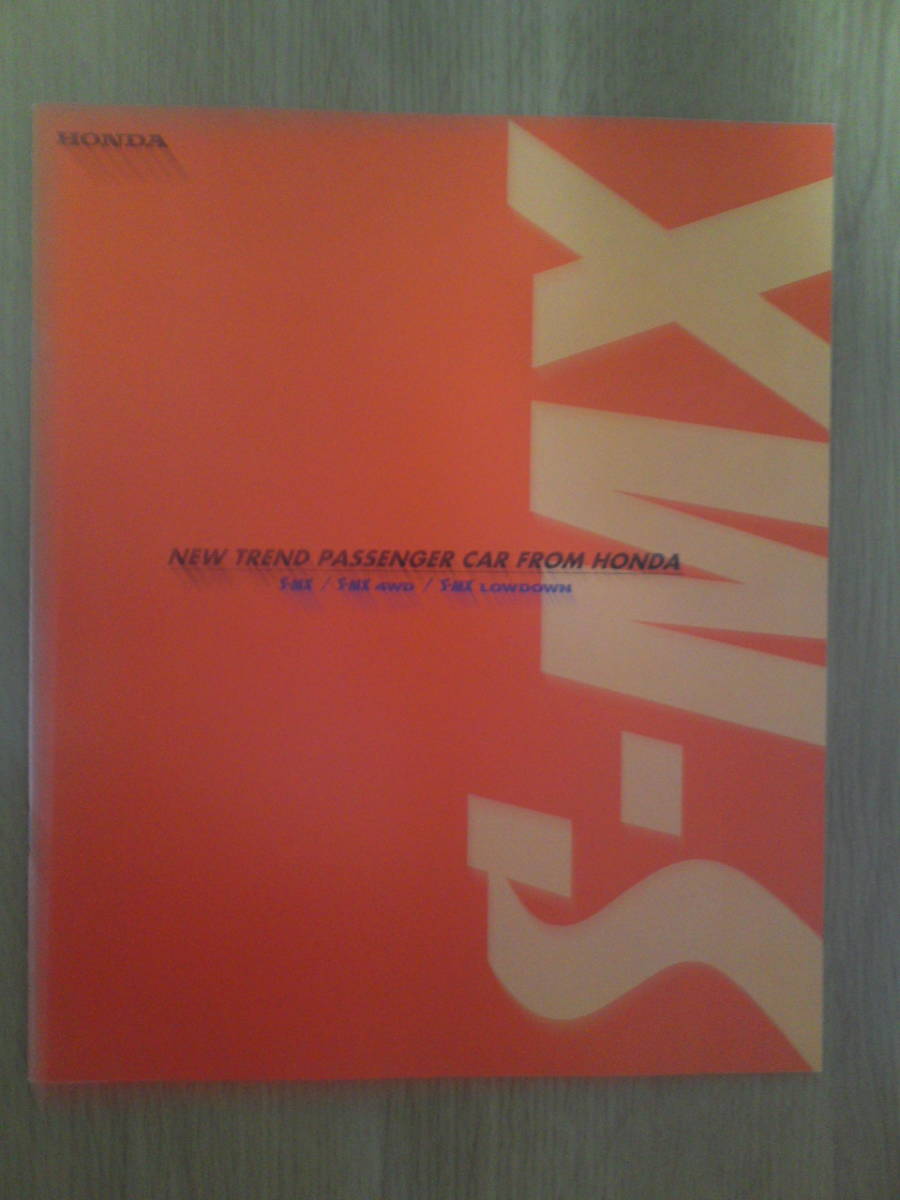 HONDA
S-MX
NEW TREND PASSENGER CAR FROM HONDA
S-MX / S-MX 4WD / S-MX LOWDOWN